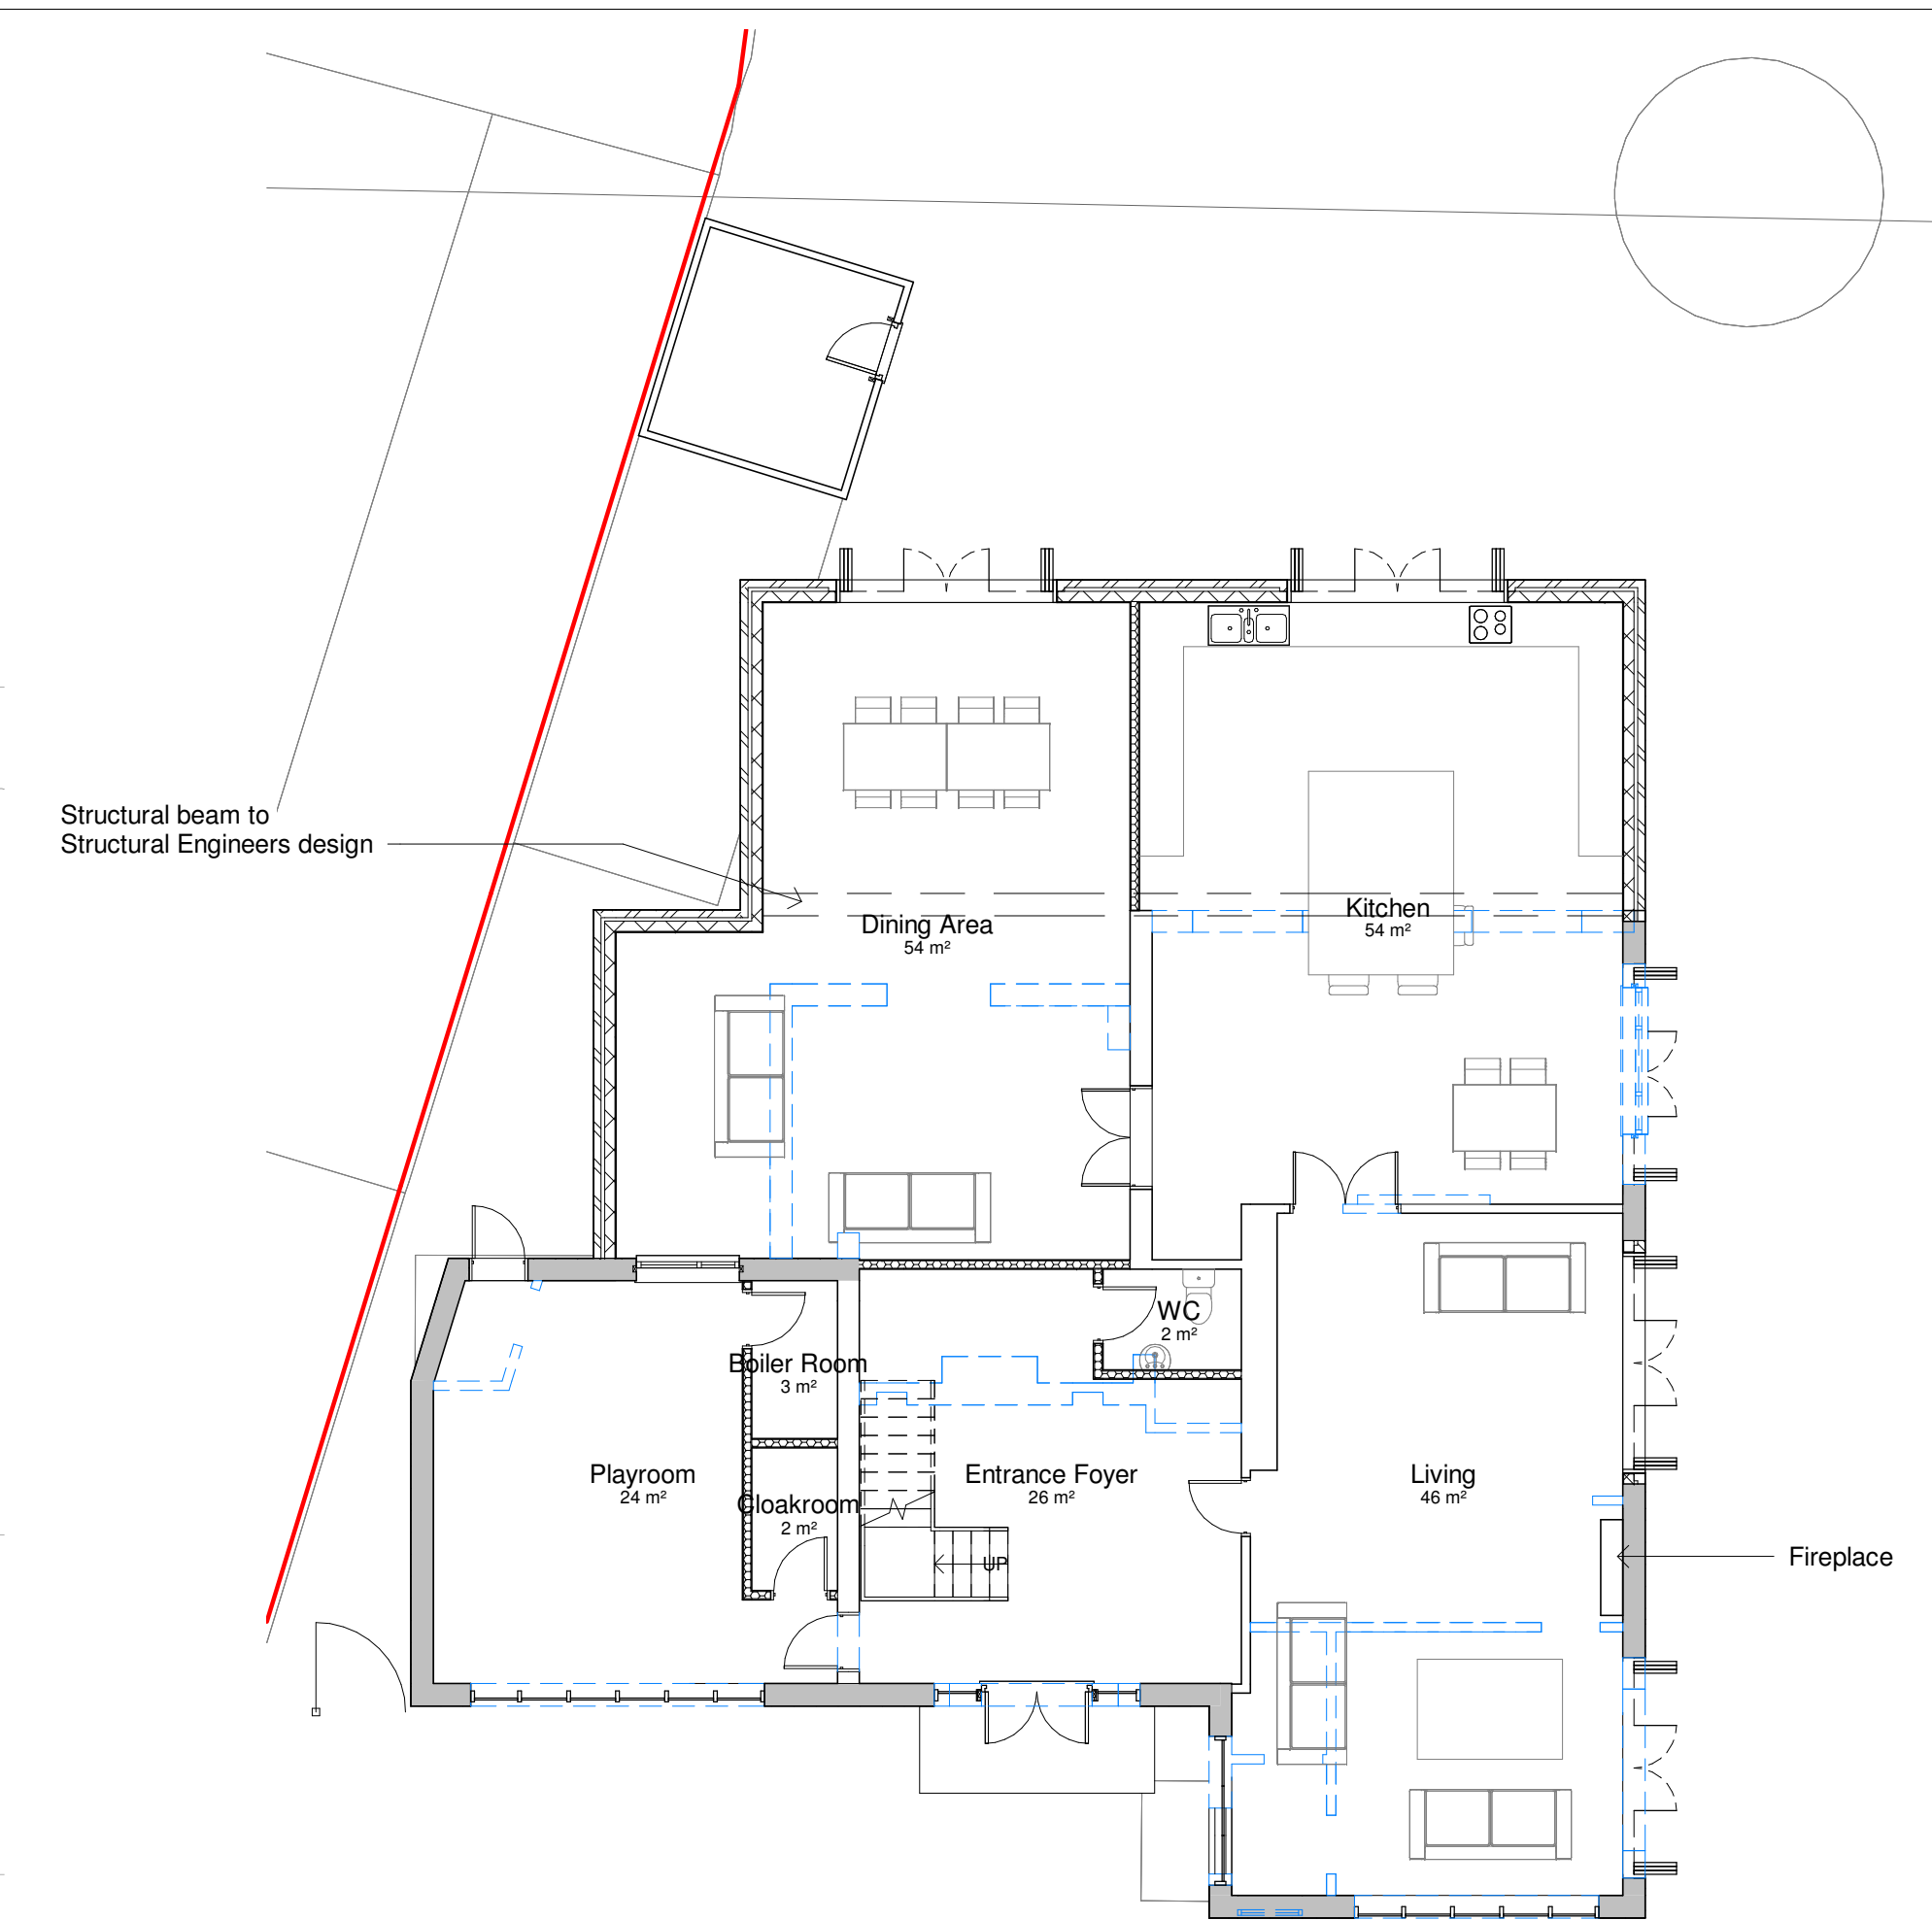 Structural beam to
Structural Engineers design
Dining Area
54 m²
Kitchen
54 m²
WC
2 m²
Boiler Room
3 m²
Playroom
24 m²
Cloakroom
2 m²
Entrance Foyer
26 m²
Living
46 m²
UP
Fireplace